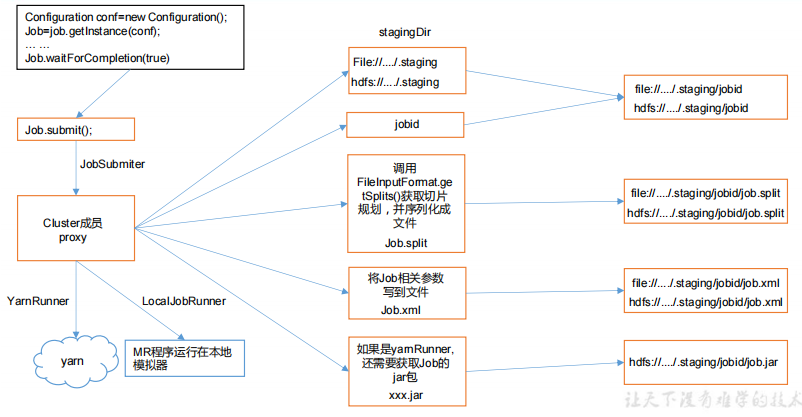 Configuration conf=new Configuration();
Job=job.getInstance(conf);
... ...
Job.waitForCompletion(true)
Job.submit();
JobSubmiter
Cluster成员
proxy
YarnRunner
LocalJobRunner
yarn
MR程序运行在本地
模拟器
stagingDir
File://..../.staging
hdfs://..../.staging
jobid
调用
FileInputFormat.ge
tSplits()获取切片
规划，并序列化成
文件
Job.split
将Job相关参数
写到文件
Job.xml
如果是yarnRunner,
还需要获取Job的
jar包
xxx.jar
file://..../.staging/jobid
hdfs://..../.staging/jobid
file://..../.staging/jobid/job.split
hdfs://..../.staging/jobid/job.split
file://..../.staging/jobid/job.xml
hdfs://..../.staging/jobid/job.xml
hdfs://..../.staging/jobid/job.jar
让天下没有难学的技术